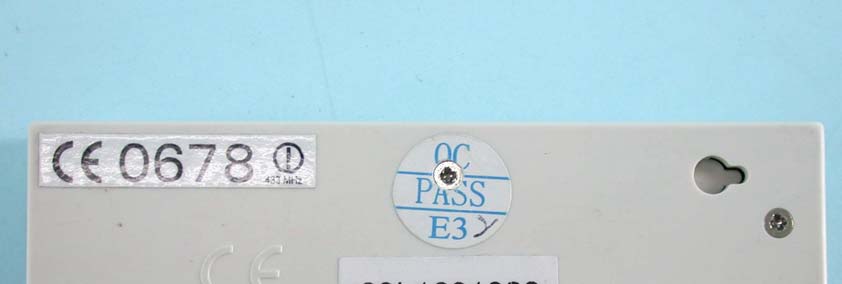 CE 0678
433 MHz
QC
PASS
E3
CE